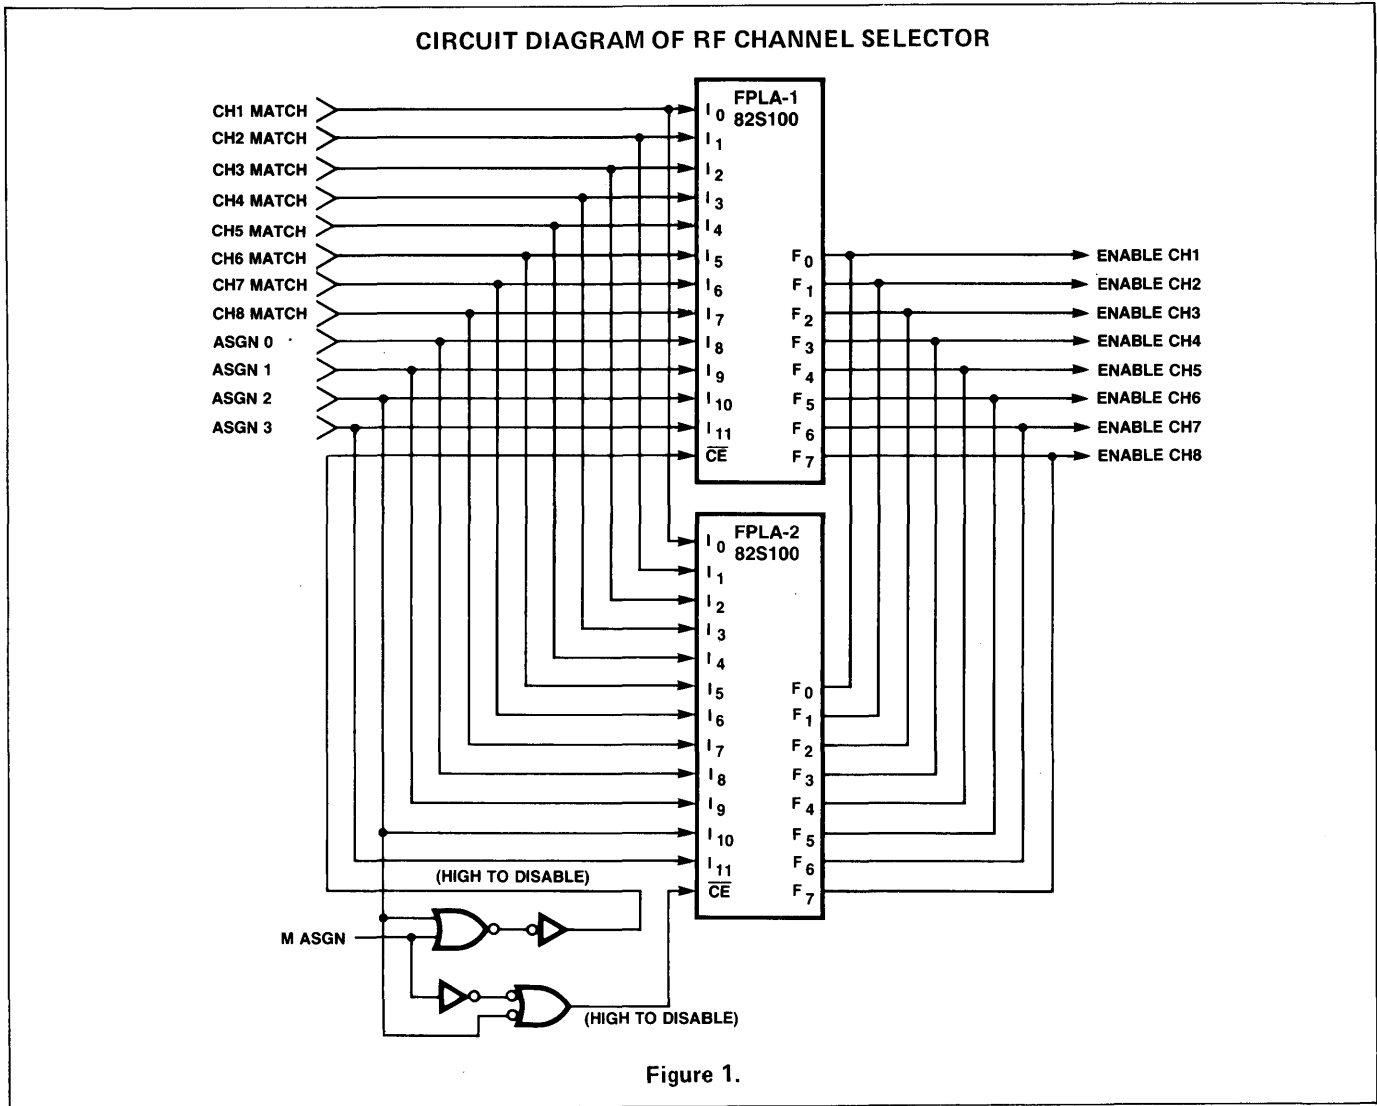 CIRCUIT DIAGRAM OF RF CHANNEL SELECTOR
CH1 MATCH
CH2 MATCH
CH3 MATCH
CH4 MATCH
CH5 MATCH
CH6 MATCH
CH7 MATCH
CH8 MATCH
ASGN 0
ASGN 1
ASGN 2
ASGN 3
FPLA-1
82S100
I0
I1
I2
I3
I4
I5
I6
I7
I8
I9
I10
I11
CE
F0
F1
F2
F3
F4
F5
F6
F7
ENABLE CH1
ENABLE CH2
ENABLE CH3
ENABLE CH4
ENABLE CH5
ENABLE CH6
ENABLE CH7
ENABLE CH8
FPLA-2
82S100
I0
I1
I2
I3
I4
I5
I6
I7
I8
I9
I10
I11
CE
F0
F1
F2
F3
F4
F5
F6
F7
(HIGH TO DISABLE)
M ASGN
(HIGH TO DISABLE)
Figure 1.